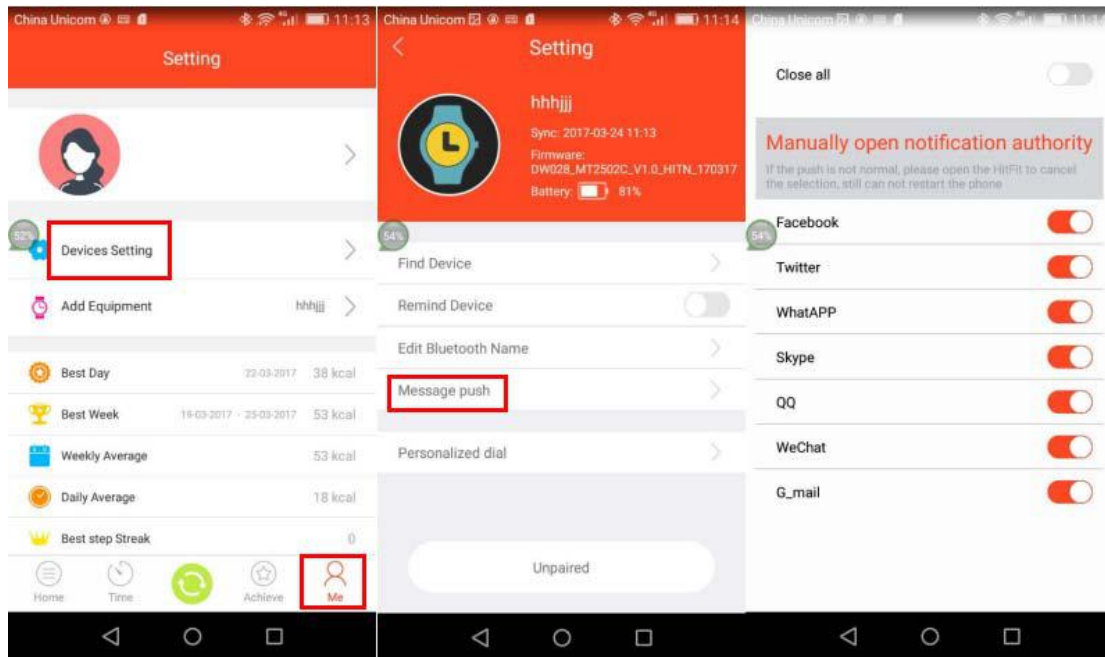 China Unicom 11:13
Setting
52%
Devices Setting
Add Equipment hhhjjj
Best Day 22-03-2017 38 kcal
Best Week 19-03-2017 - 25-03-2017 53 kcal
Weekly Average 53 kcal
Daily Average 18 kcal
Best step Streak 0
Home Time Achieve Me
China Unicom 4G 11:14
Setting
hhhjjj
Sync: 2017-03-24 11:13
Firmware:
DW028_MT2502C_V1.0_HITN_170317
Battery: 81%
54%
Find Device
Remind Device
Edit Bluetooth Name
Message push
Personalized dial
Unpaired
China Unicom 11:14
Close all
Manually open notification authority
If the push is not normal, please open the HitFit to cancel
the selection, still can not restart the phone
54%
Facebook
Twitter
WhatAPP
Skype
QQ
WeChat
G_mail